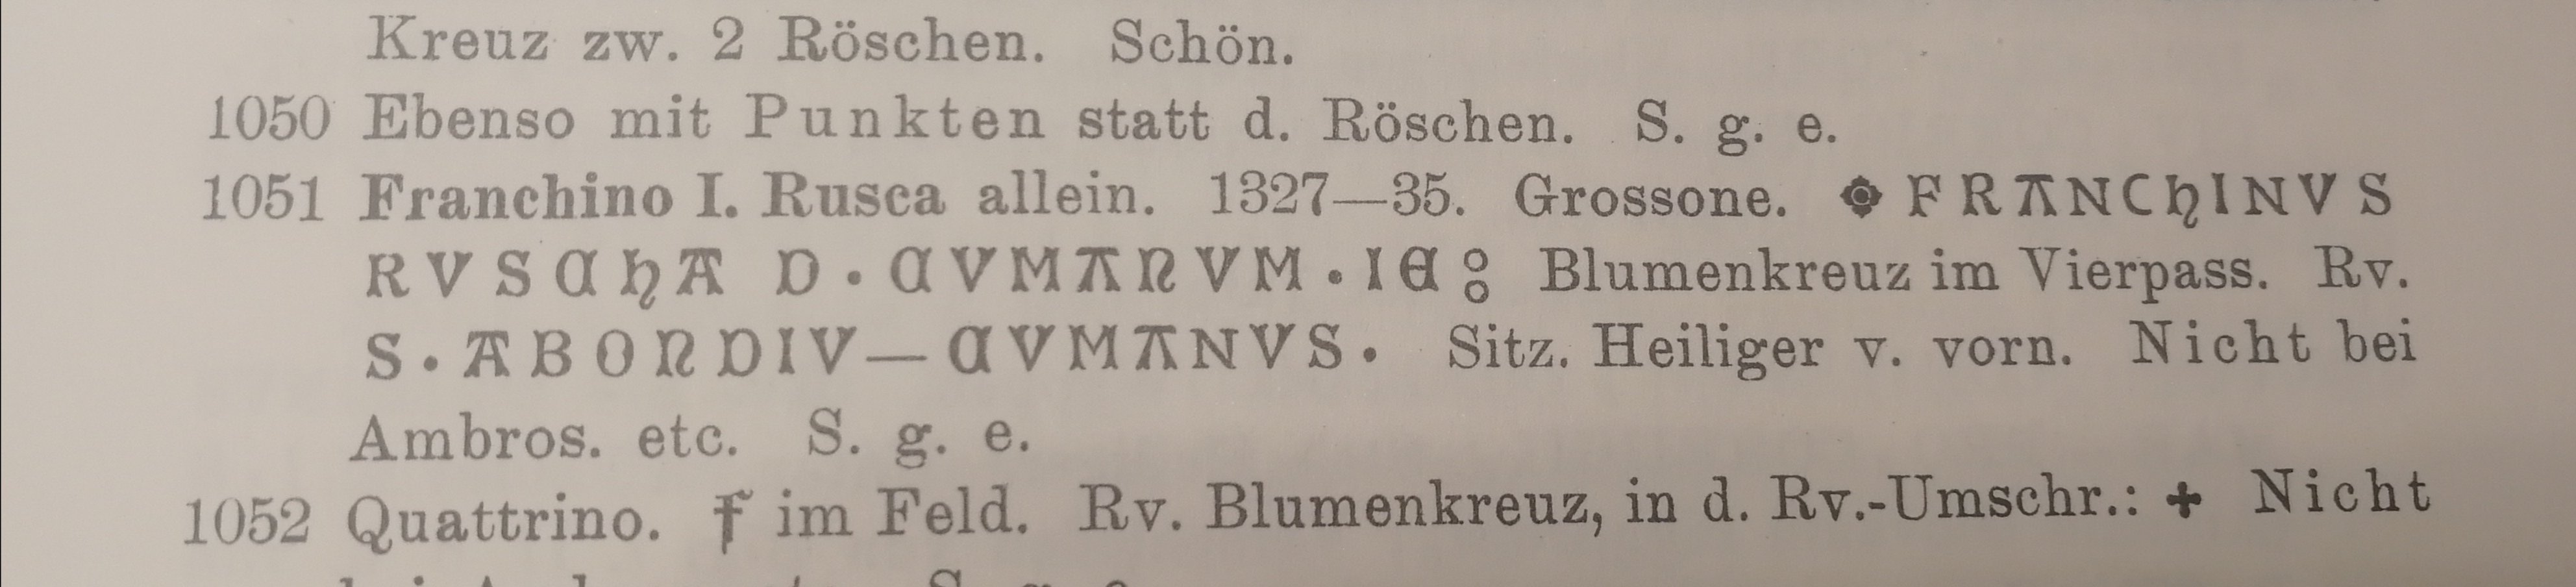 Kreuz zw. 2 Röschen. Schön.
1050 Ebenso mit Punkten statt d. Röschen. S. g. e.
1051 Franchino I. Rusca allein. 1327—35. Grossone. FRANChINVS
RVSChA D·CVMANVM·IE⦂ Blumenkreuz im Vierpass. Rv.
S·ABONDIV—CVMANVS· Sitz. Heiliger v. vorn. Nicht bei
Ambros. etc. S. g. e.
1052 Quattrino. f im Feld. Rv. Blumenkreuz, in d. Rv.-Umschr.: ✚ Nicht